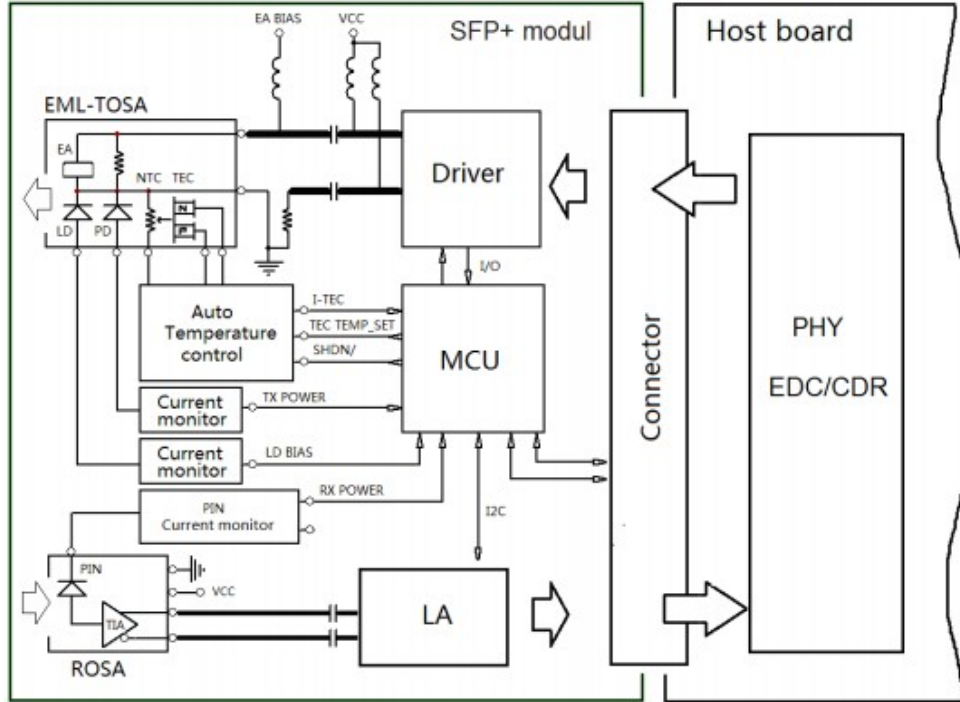 EA BIAS
VCC
SFP+ modul
Host board
EML-TOSA
EA
NTC
TEC
N
P
LD
PD
Driver
I/O
Auto
Temperature
control
I-TEC
TEC TEMP_SET
SHDN/
MCU
Connector
PHY
EDC/CDR
Current
monitor
TX POWER
Current
monitor
LD BIAS
PIN
Current monitor
RX POWER
I2C
PIN
VCC
TIA
LA
ROSA